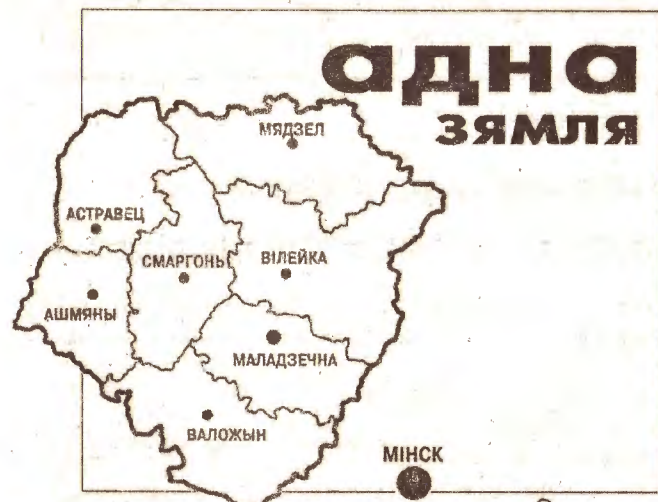 адна
зямля
МЯДЗЕЛ
АСТРАВЕЦ
СМАРГОНЬ
ВІЛЕЙКА
АШМЯНЫ
МАЛАДЗЕЧНА
ВАЛОЖЫН
МІНСК